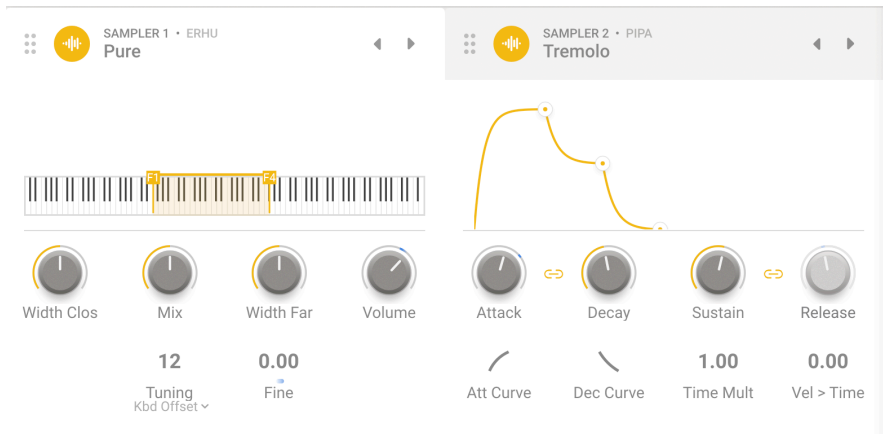 SAMPLER 1 • ERHU
Pure
SAMPLER 2 • PIPA
Tremolo
F1
F4
Width Clos
Mix
Width Far
Volume
Attack
Decay
Sustain
Release
12
0.00
1.00
0.00
Tuning
Kbd Offset
Fine
Att Curve
Dec Curve
Time Mult
Vel > Time